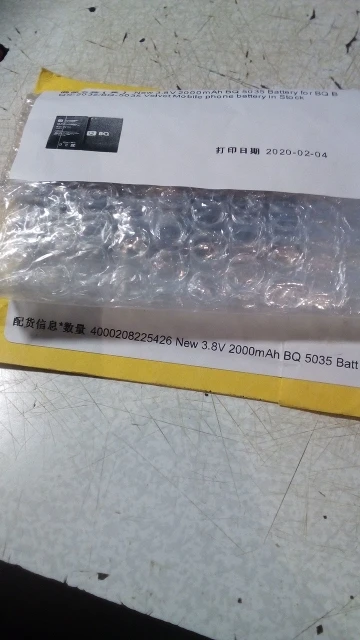 New 3.8V 2000mAh BQ 5035 Battery for BQ B
Velvet Mobile phone battery in Stock
BQ
打印日期 2020-02-04
配货信息*数量 4000208225426 New 3.8V 2000mAh BQ 5035 Batt